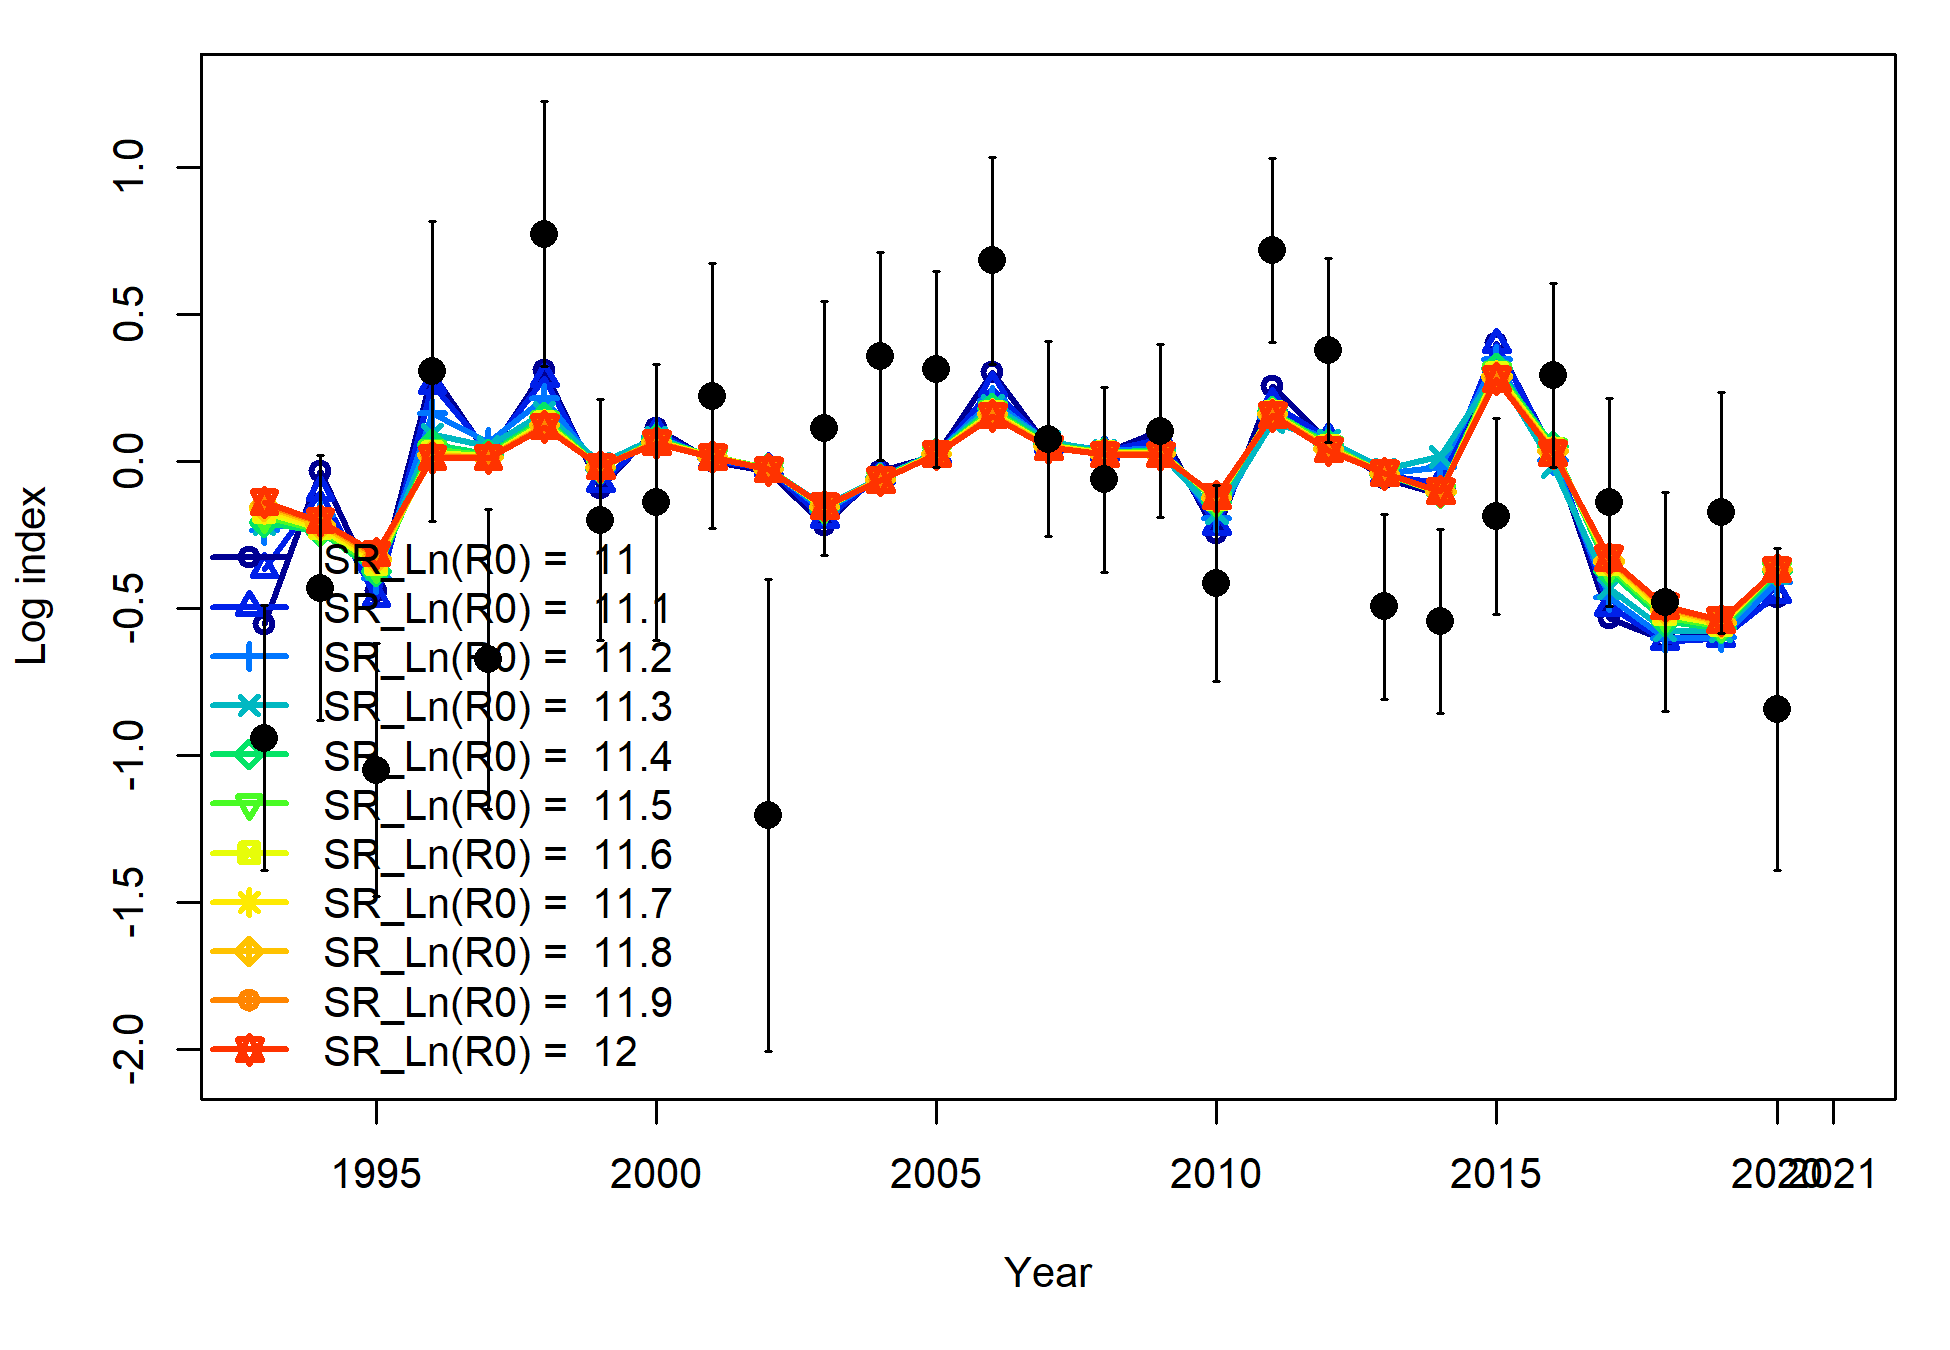 1.0
0.5
0.0
-0.5
-1.0
-1.5
-2.0
Log index
SR_Ln(R0) = 11
SR_Ln(R0) = 11.1
SR_Ln(R0) = 11.2
SR_Ln(R0) = 11.3
SR_Ln(R0) = 11.4
SR_Ln(R0) = 11.5
SR_Ln(R0) = 11.6
SR_Ln(R0) = 11.7
SR_Ln(R0) = 11.8
SR_Ln(R0) = 11.9
SR_Ln(R0) = 12
1995 2000 2005 2010 2015 2020 2021
Year